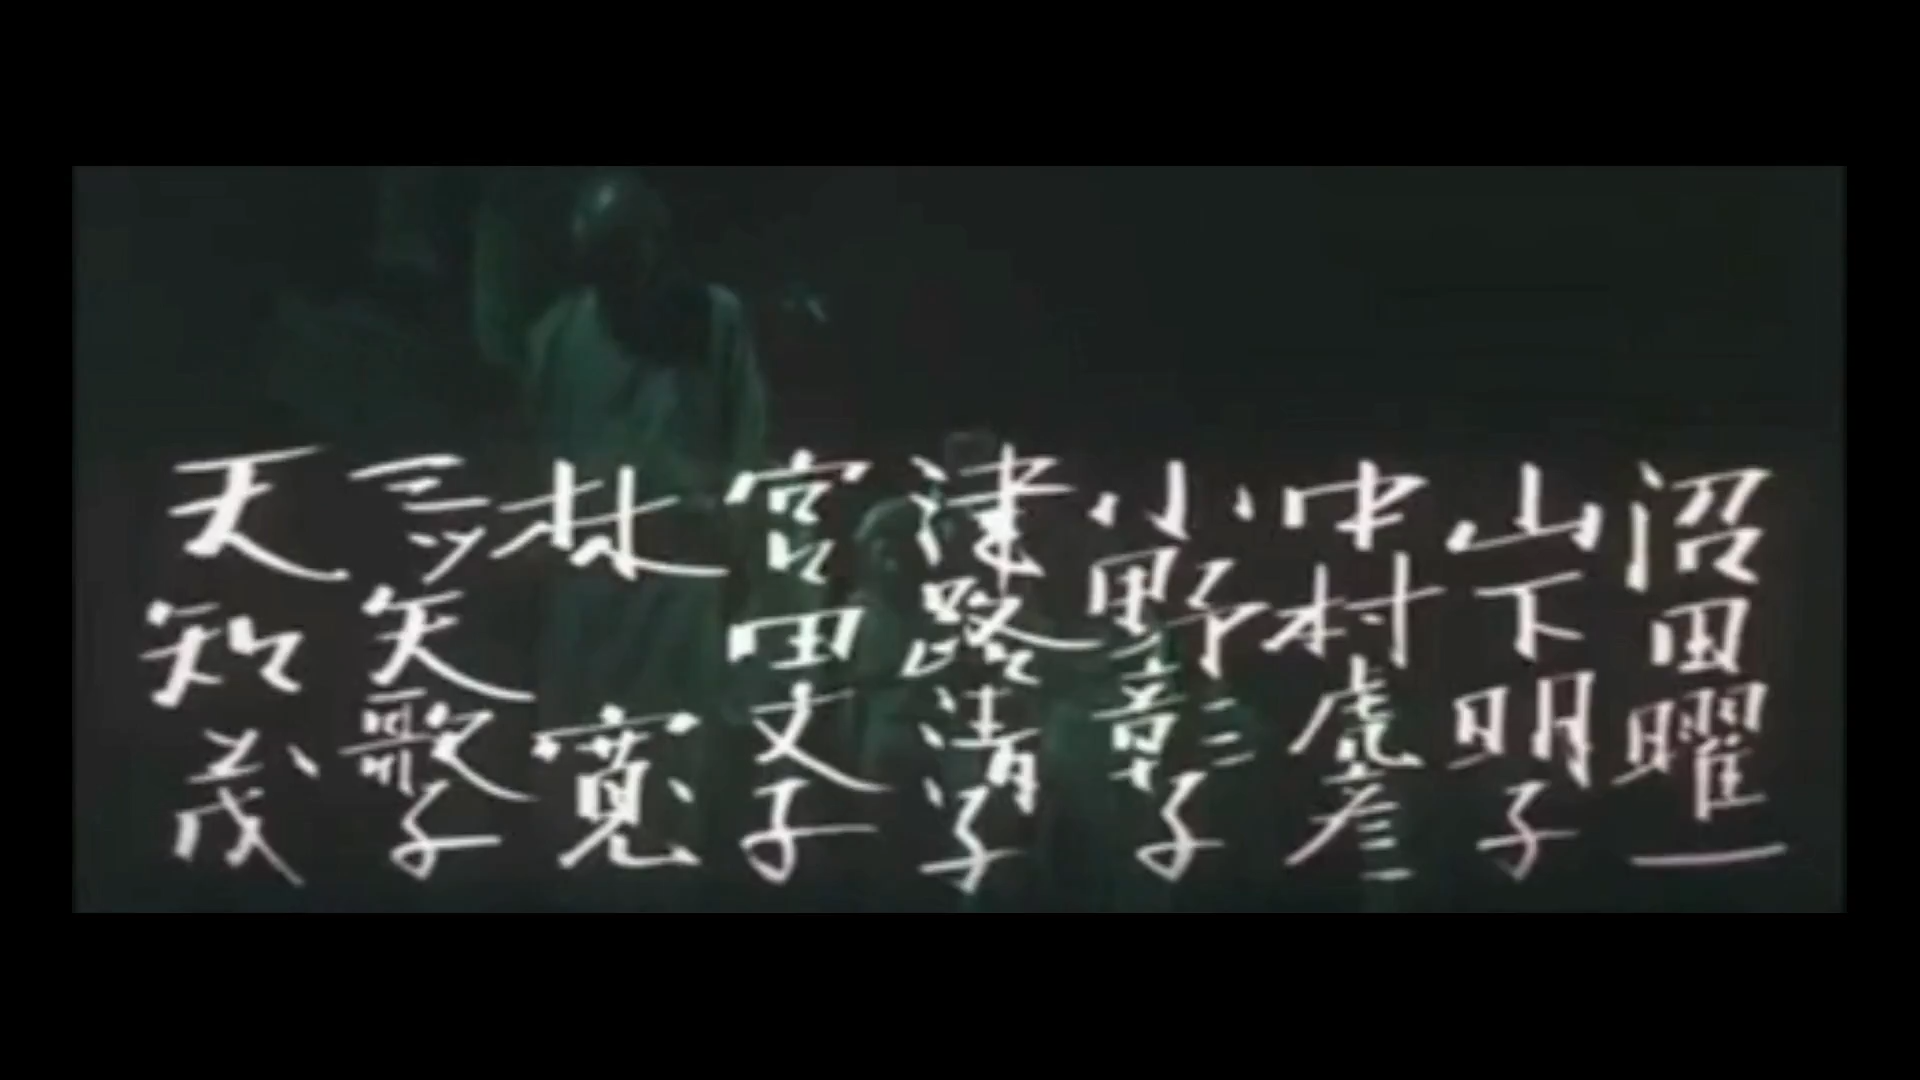 沼田曜一
山下明子
中村虎彦
小野彰子
津路清子
宮田文子
林寛
三ツ矢歌子
天知茂